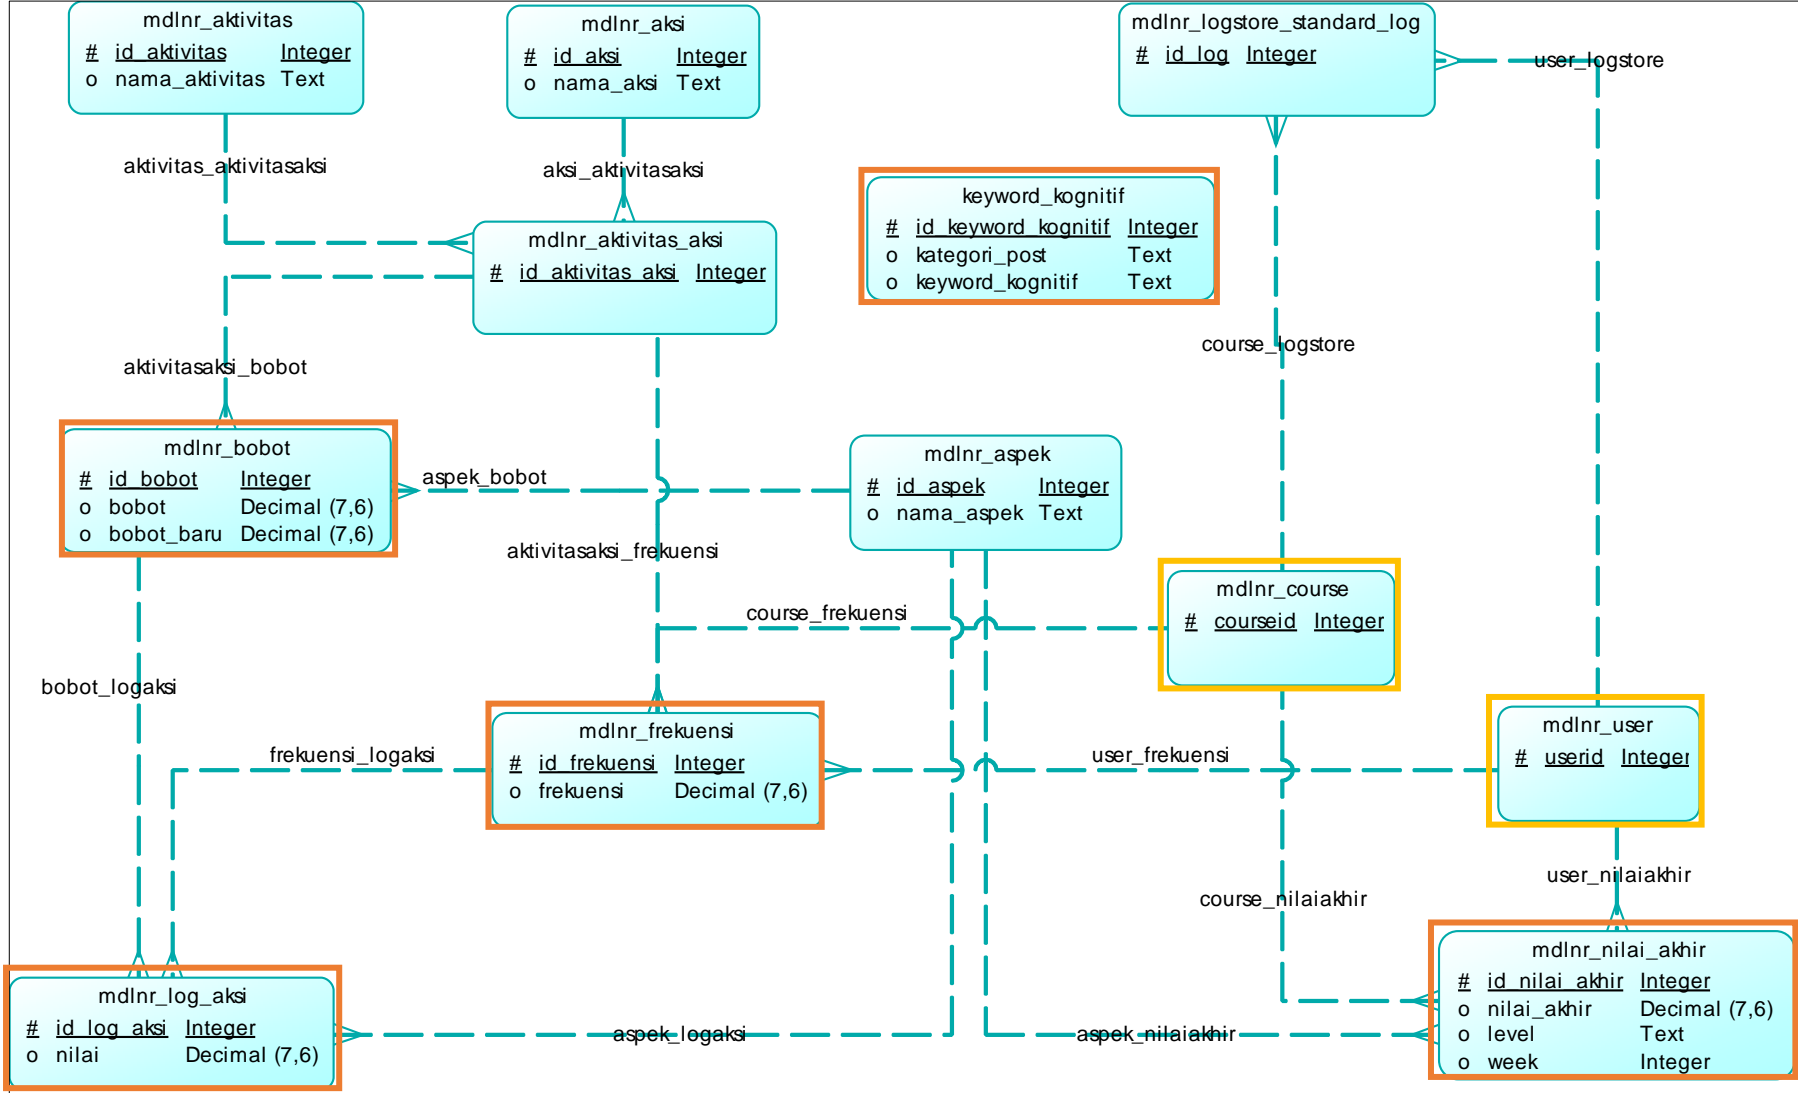 mdlnr_aktivitas
# id_aktivitas Integer
o nama_aktivitas Text
mdlnr_aksi
# id_aksi Integer
o nama_aksi Text
mdlnr_logstore_standard_log
# id_log Integer
user_logstore
aktivitas_aktivitasaksi
aksi_aktivitasaksi
keyword_kognitif
# id_keyword_kognitif Integer
o kategori_post Text
o keyword_kognitif Text
mdlnr_aktivitas_aksi
# id_aktivitas_aksi Integer
course_logstore
aktivitasaksi_bobot
mdlnr_bobot
# id_bobot Integer
o bobot Decimal (7,6)
o bobot_baru Decimal (7,6)
aspek_bobot
mdlnr_aspek
# id_aspek Integer
o nama_aspek Text
aktivitasaksi_frekuensi
mdlnr_course
# courseid Integer
course_frekuensi
bobot_logaksi
mdlnr_frekuensi
# id_frekuensi Integer
o frekuensi Decimal (7,6)
frekuensi_logaksi
user_frekuensi
mdlnr_user
# userid Integer
user_nilaiakhir
course_nilaiakhir
mdlnr_log_aksi
# id_log_aksi Integer
o nilai Decimal (7,6)
aspek_logaksi
aspek_nilaiakhir
mdlnr_nilai_akhir
# id_nilai_akhir Integer
o nilai_akhir Decimal (7,6)
o level Text
o week Integer